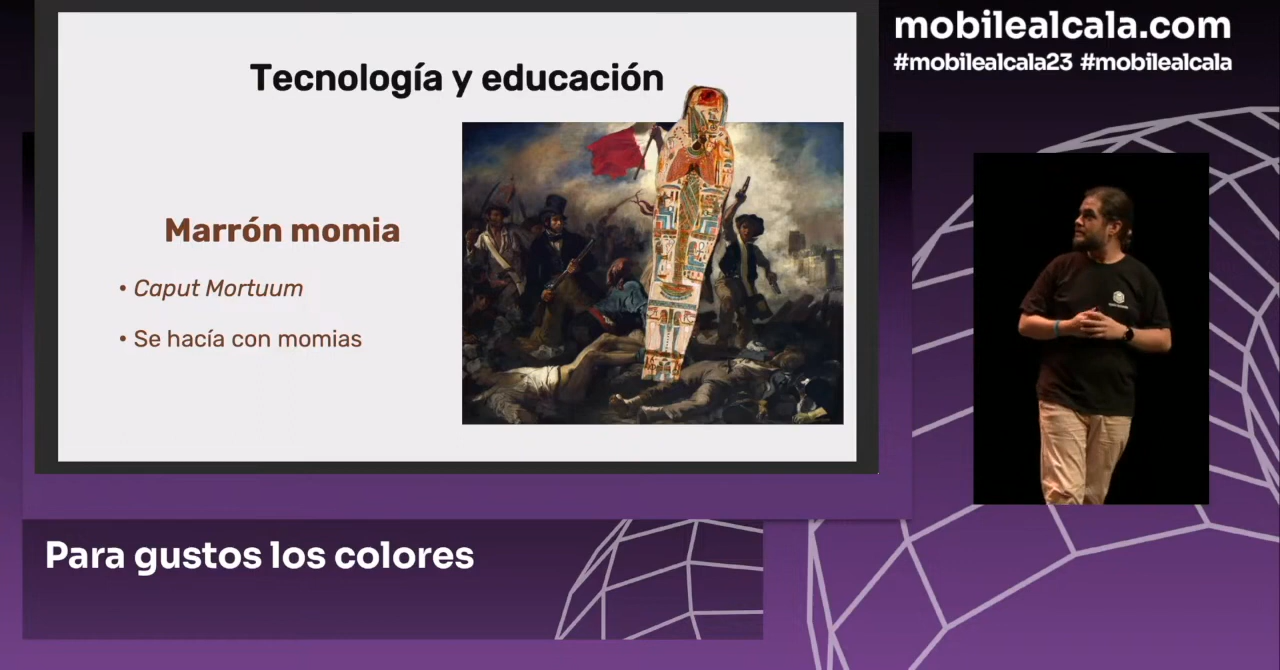 mobilealcala.com
#mobilealcala23 #mobilealcala
Tecnología y educación
Marrón momia
• Caput Mortuum
• Se hacía con momias
Para gustos los colores